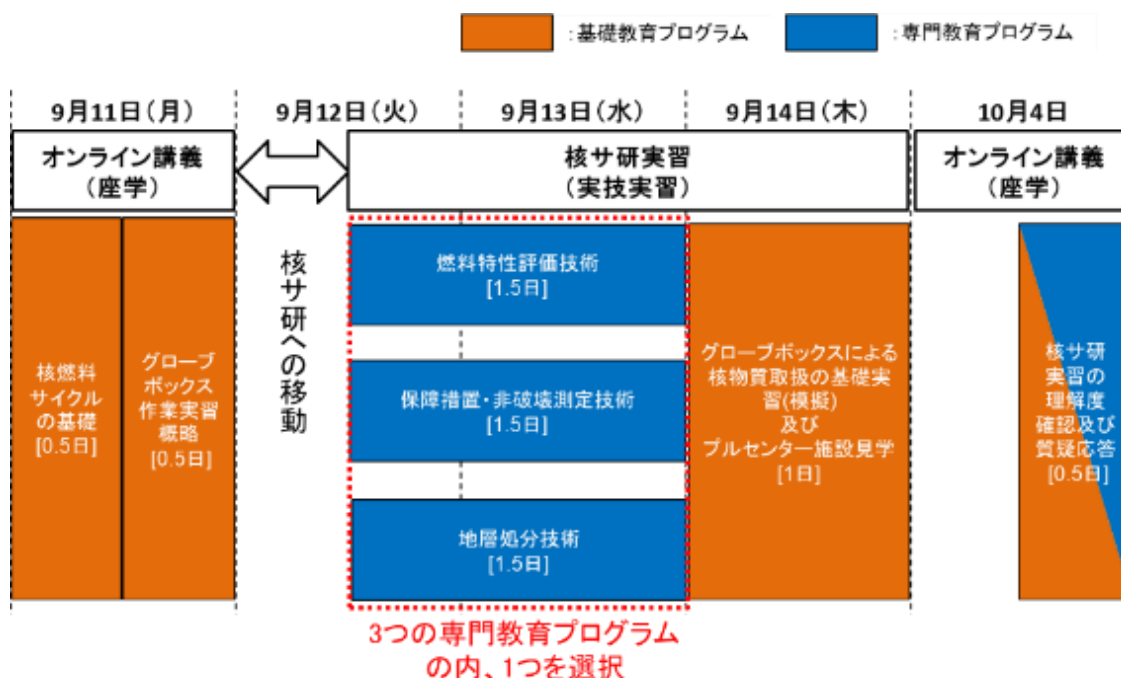 ：基礎教育プログラム
：専門教育プログラム
9月11日（月）
9月12日（火）
9月13日（水）
9月14日（木）
10月4日
オンライン講義
（座学）
核サ研実習
（実技実習）
オンライン講義
（座学）
核燃料
サイクル
の基礎
[0.5日]
グローブ
ボックス
作業実習
概略
[0.5日]
核サ研への移動
燃料特性評価技術
[1.5日]
保障措置・非破壊測定技術
[1.5日]
地層処分技術
[1.5日]
グローブボックスによる
核物質取扱の基礎実
習(模擬)
及び
プルセンター施設見学
[1日]
核サ研
実習の
理解度
確認及び
質疑応答
[0.5日]
3つの専門教育プログラム
の内、1つを選択